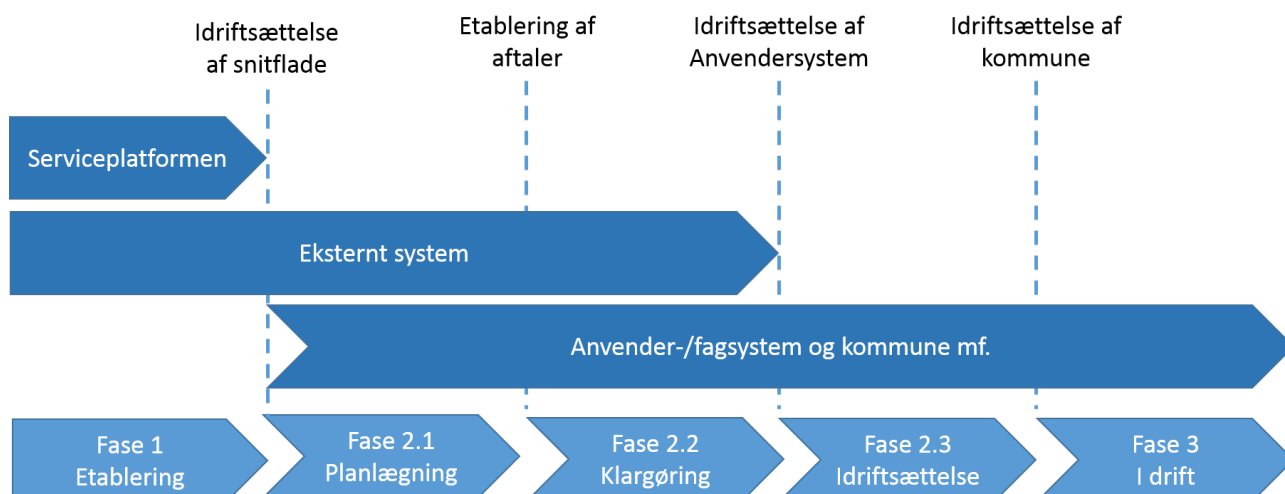 Idriftsættelse
af snitflade
Etablering af
aftaler
Idriftsættelse af
Anvendersystem
Idriftsættelse af
kommune
Serviceplatformen
Eksternt system
Anvender-/fagsystem og kommune mf.
Fase 1
Etablering
Fase 2.1
Planlægning
Fase 2.2
Klargøring
Fase 2.3
Idriftsættelse
Fase 3
I drift